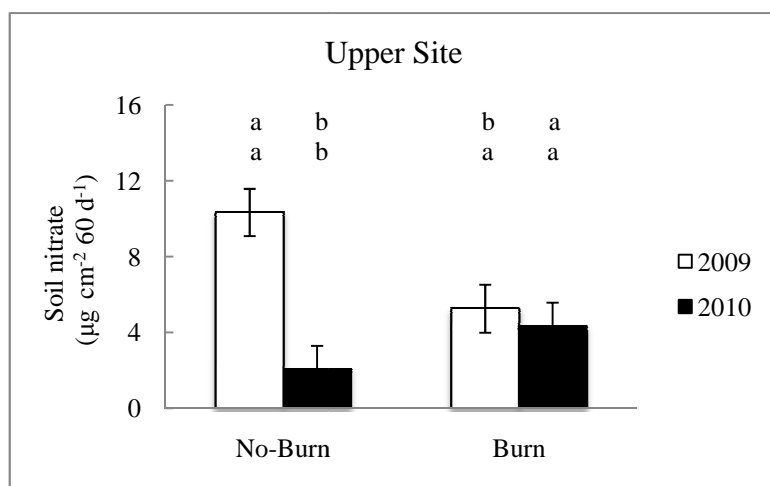 Upper Site
16
12
8
4
0
Soil nitrate
(µg cm⁻² 60 d⁻¹)
a b b a
a b a a
2009
2010
No-Burn Burn